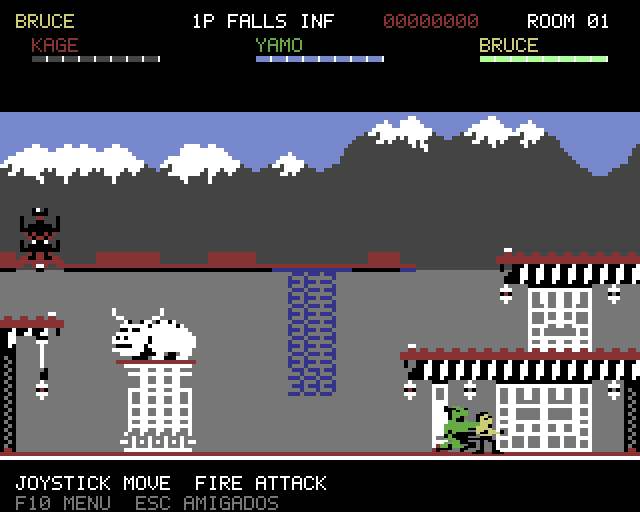 BRUCE 1P FALLS INF 00000000 ROOM 01
KAGE YAMO BRUCE
JOYSTICK MOVE FIRE ATTACK
F10 MENU ESC AMIGADOS